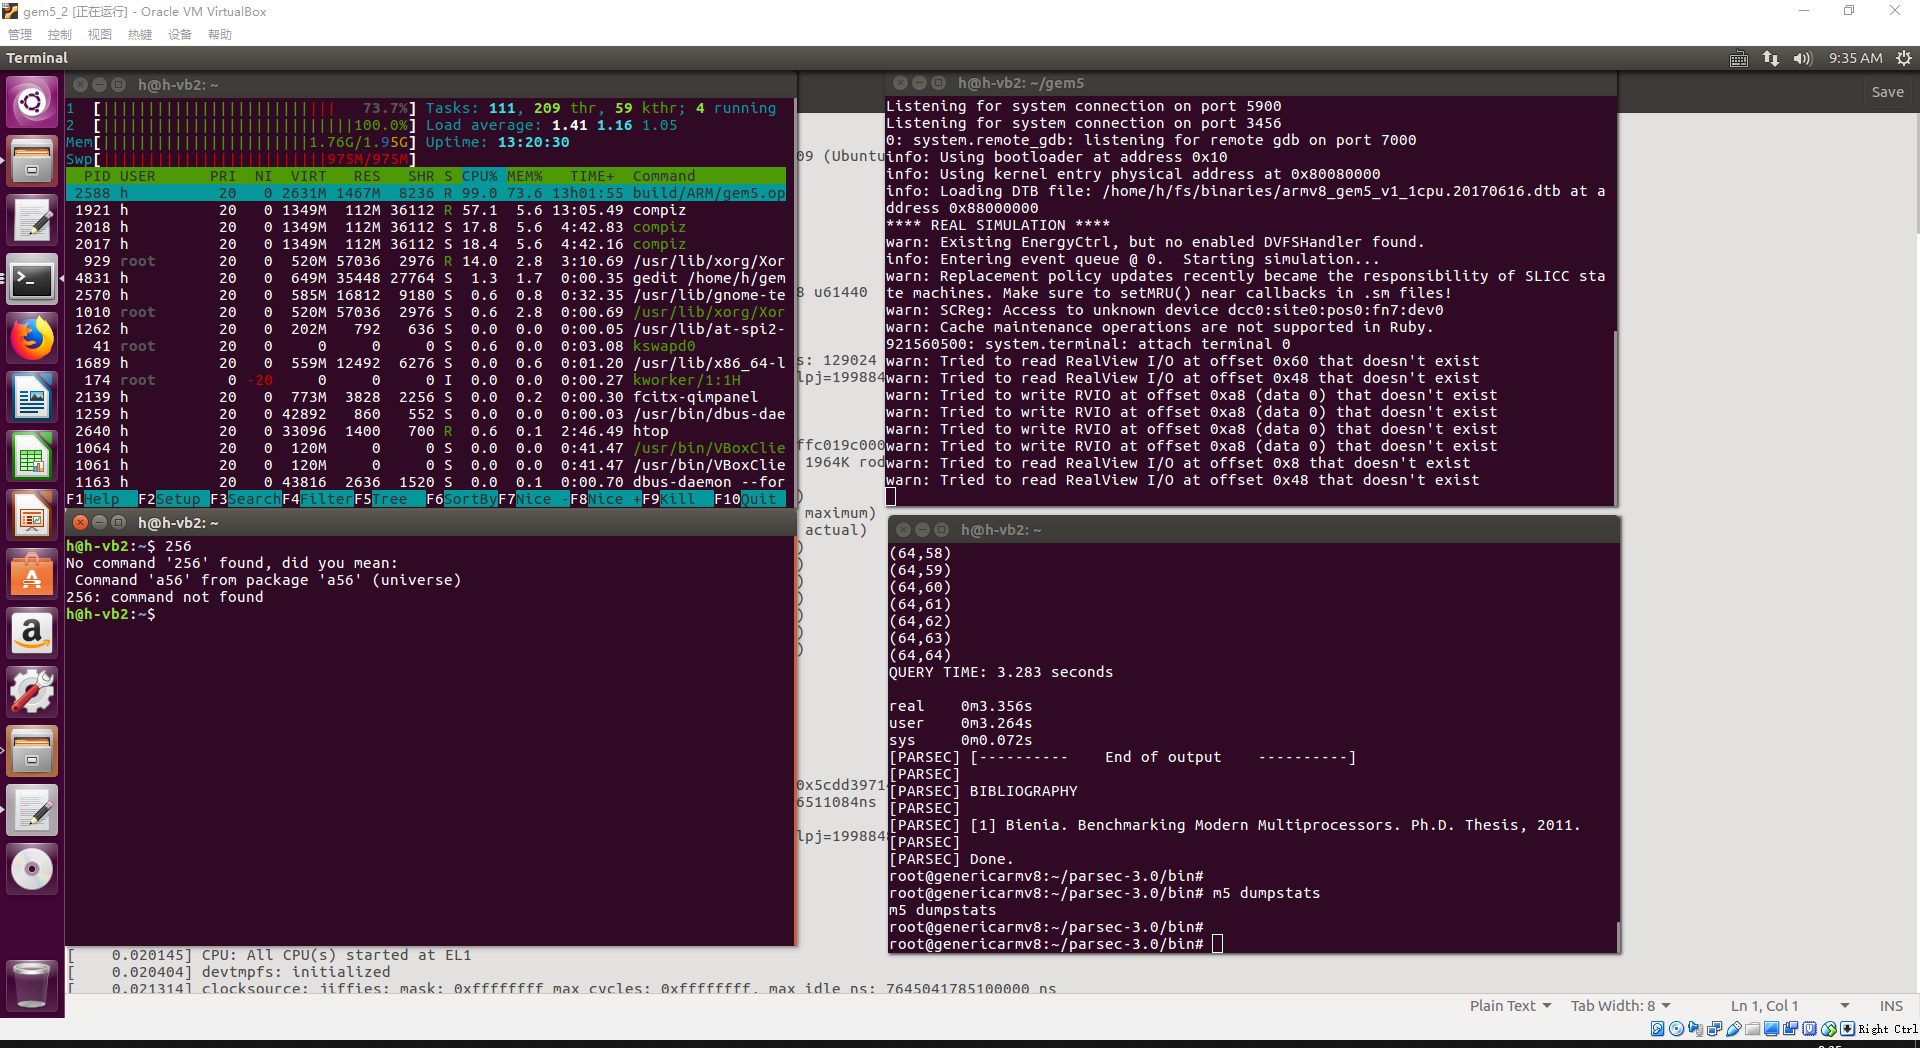 gem5_2 [正在运行] - Oracle VM VirtualBox
管理 控制 视图 热键 设备 帮助
Terminal
9:35 AM
h@h-vb2: ~
1 [|||||||||||||||||||||||||| 73.7%] Tasks: 111, 209 thr, 59 kthr; 4 running
2 [||||||||||||||||||||||||||||100.0%] Load average: 1.41 1.16 1.05
Mem[|||||||||||||||||||||||1.76G/1.95G] Uptime: 13:20:30
Swp[|||||||||||||||||||||||||975M/975M]
PID USER PRI NI VIRT RES SHR S CPU% MEM% TIME+ Command
2588 h 20 0 2631M 1467M 8236 R 99.0 73.6 13h01:55 build/ARM/gem5.op
1921 h 20 0 1349M 112M 36112 R 57.1 5.6 13:05.49 compiz
2018 h 20 0 1349M 112M 36112 S 17.8 5.6 4:42.83 compiz
2017 h 20 0 1349M 112M 36112 S 18.4 5.6 4:42.16 compiz
929 root 20 0 520M 57036 2976 R 14.0 2.8 3:10.69 /usr/lib/xorg/Xor
4831 h 20 0 649M 35448 27764 S 1.3 1.7 0:00.35 gedit /home/h/gem
2570 h 20 0 585M 16812 9180 S 0.6 0.8 0:32.35 /usr/lib/gnome-te
1010 root 20 0 520M 57036 2976 S 0.6 2.8 0:00.69 /usr/lib/xorg/Xor
1262 h 20 0 202M 792 636 S 0.0 0.0 0:00.05 /usr/lib/at-spi2-
41 root 20 0 0 0 0 S 0.0 0.0 0:03.08 kswapd0
1689 h 20 0 559M 12492 6276 S 0.0 0.6 0:01.20 /usr/lib/x86_64-l
174 root 0 -20 0 0 0 I 0.0 0.0 0:00.27 kworker/1:1H
2139 h 20 0 773M 3828 2256 S 0.0 0.2 0:00.30 fcitx-qimpanel
1259 h 20 0 42892 860 552 S 0.0 0.0 0:00.03 /usr/bin/dbus-dae
2640 h 20 0 33096 1400 700 R 0.6 0.1 2:46.49 htop
1064 h 20 0 120M 0 0 S 0.0 0.0 0:41.47 /usr/bin/VBoxClie
1061 h 20 0 120M 0 0 S 0.0 0.0 0:41.47 /usr/bin/VBoxClie
1163 h 20 0 43816 2636 1520 S 0.0 0.1 0:00.70 dbus-daemon --for
F1Help F2Setup F3SearchF4FilterF5Tree F6SortByF7Nice -F8Nice +F9Kill F10Quit
h@h-vb2: ~
h@h-vb2:~$ 256
No command '256' found, did you mean:
Command 'a56' from package 'a56' (universe)
256: command not found
h@h-vb2:~$
09 (Ubuntu
8 u61440
s: 129024
lpj=199884
ffc019c000
1964K rod
)
maximum)
actual)
)
)
)
)
)
)
)
0x5cdd3971
6511084ns
lpj=199884
h@h-vb2: ~/gem5
Listening for system connection on port 5900
Listening for system connection on port 3456
0: system.remote_gdb: listening for remote gdb on port 7000
info: Using bootloader at address 0x10
info: Using kernel entry physical address at 0x80080000
info: Loading DTB file: /home/h/fs/binaries/armv8_gem5_v1_1cpu.20170616.dtb at a
ddress 0x88000000
**** REAL SIMULATION ****
warn: Existing EnergyCtrl, but no enabled DVFSHandler found.
info: Entering event queue @ 0. Starting simulation...
warn: Replacement policy updates recently became the responsibility of SLICC sta
te machines. Make sure to setMRU() near callbacks in .sm files!
warn: SCReg: Access to unknown device dcc0:site0:pos0:fn7:dev0
warn: Cache maintenance operations are not supported in Ruby.
921560500: system.terminal: attach terminal 0
warn: Tried to read RealView I/O at offset 0x60 that doesn't exist
warn: Tried to read RealView I/O at offset 0x48 that doesn't exist
warn: Tried to write RVIO at offset 0xa8 (data 0) that doesn't exist
warn: Tried to write RVIO at offset 0xa8 (data 0) that doesn't exist
warn: Tried to write RVIO at offset 0xa8 (data 0) that doesn't exist
warn: Tried to write RVIO at offset 0xa8 (data 0) that doesn't exist
warn: Tried to read RealView I/O at offset 0x8 that doesn't exist
warn: Tried to read RealView I/O at offset 0x48 that doesn't exist
Save
h@h-vb2: ~
(64,58)
(64,59)
(64,60)
(64,61)
(64,62)
(64,63)
(64,64)
QUERY TIME: 3.283 seconds
real 0m3.356s
user 0m3.264s
sys 0m0.072s
[PARSEC] [---------- End of output ----------]
[PARSEC]
[PARSEC] BIBLIOGRAPHY
[PARSEC]
[PARSEC] [1] Bienia. Benchmarking Modern Multiprocessors. Ph.D. Thesis, 2011.
[PARSEC]
[PARSEC] Done.
root@genericarmv8:~/parsec-3.0/bin#
root@genericarmv8:~/parsec-3.0/bin# m5 dumpstats
m5 dumpstats
root@genericarmv8:~/parsec-3.0/bin#
root@genericarmv8:~/parsec-3.0/bin#
[ 0.020145] CPU: All CPU(s) started at EL1
[ 0.020404] devtmpfs: initialized
[ 0.021314] clocksource: jiffies: mask: 0xffffffff max_cycles: 0xffffffff, max_idle_ns: 7645041785100000 ns
Plain Text Tab Width: 8 Ln 1, Col 1 INS
Right Ctrl